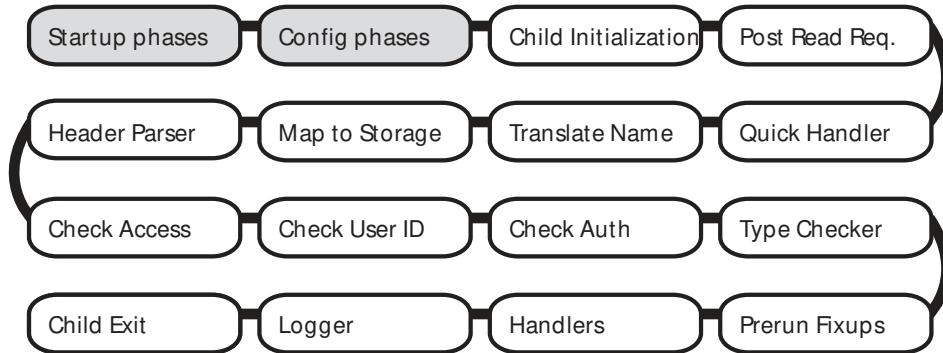 Startup phases
Config phases
Child Initialization
Post Read Req.
Header Parser
Map to Storage
Translate Name
Quick Handler
Check Access
Check User ID
Check Auth
Type Checker
Child Exit
Logger
Handlers
Prerun Fixups